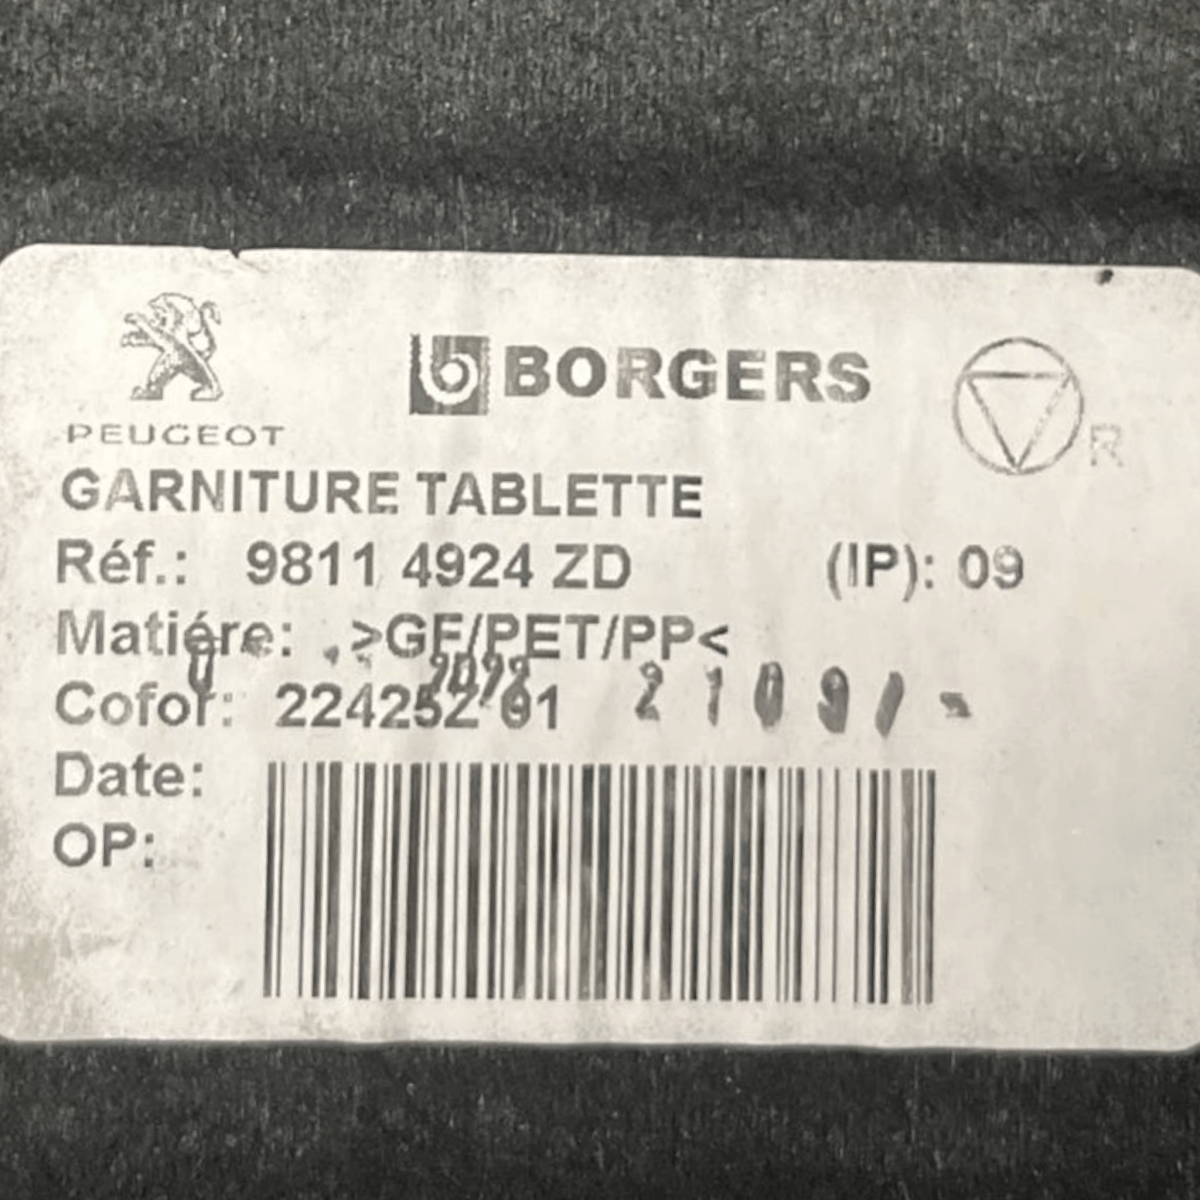 PEUGEOT
BORGERS
R
GARNITURE TABLETTE
Réf.: 9811 4924 ZD (IP): 09
Matiére: >GF/PET/PP<
Cofor: 224252 01
Date:
OP: